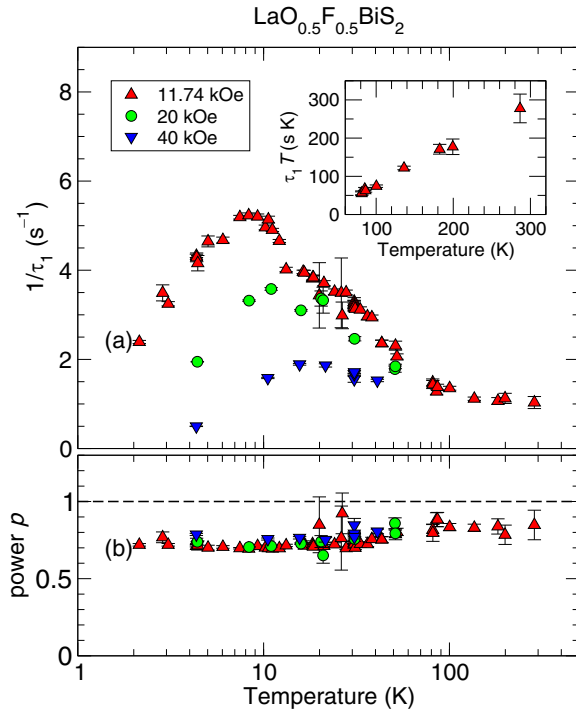 LaO0.5F0.5BiS2
8
6
4
2
0
1/τ1 (s−1)
11.74 kOe
20 kOe
40 kOe
300
200
100
0
τ1 T (s K)
100
200
300
Temperature (K)
(a)
1
0.5
0
power p
(b)
1
10
100
Temperature (K)